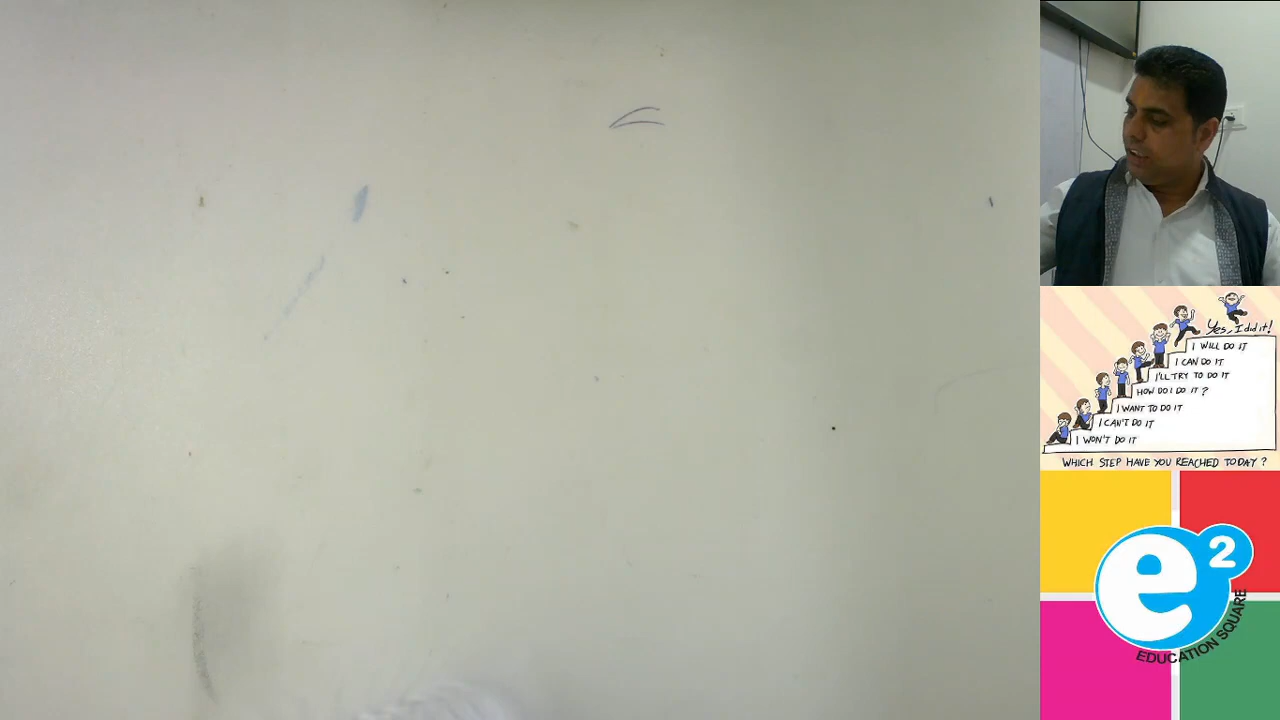 Yes, I did it!
I WILL DO IT
I CAN DO IT
I'LL TRY TO DO IT
HOW DO I DO IT ?
I WANT TO DO IT
I CAN'T DO IT
I WON'T DO IT
WHICH STEP HAVE YOU REACHED TODAY ?
e2
EDUCATION SQUARE